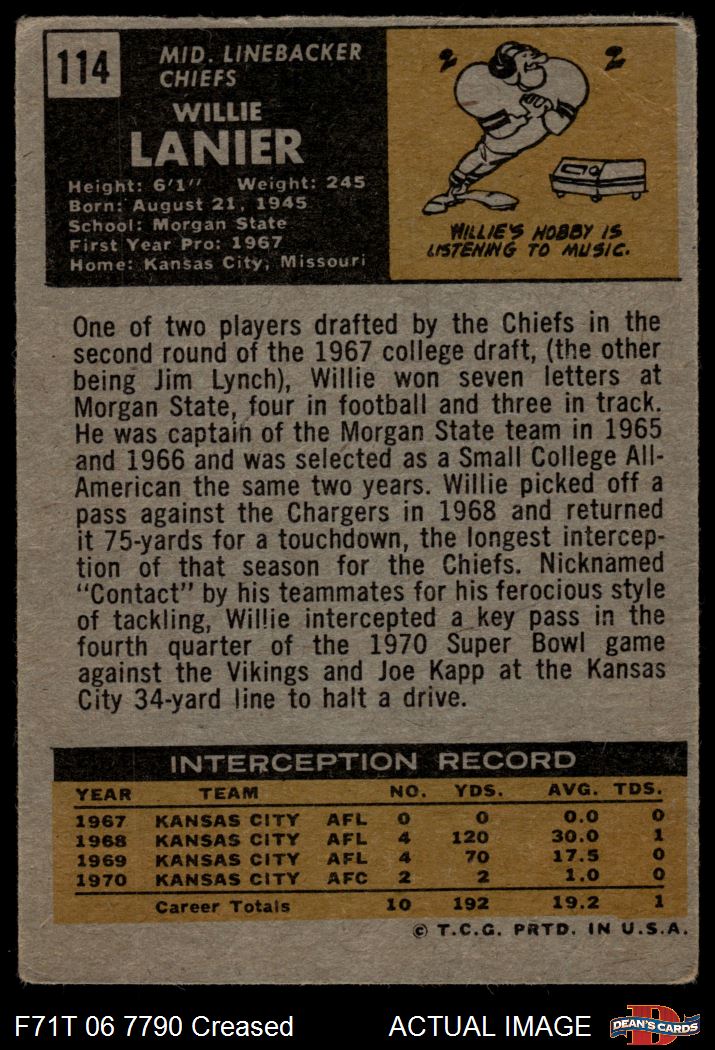 114
MID. LINEBACKER
CHIEFS
WILLIE
LANIER
Height: 6'1" Weight: 245
Born: August 21, 1945
School: Morgan State
First Year Pro: 1967
Home: Kansas City, Missouri
WILLIE'S HOBBY IS
LISTENING TO MUSIC.
One of two players drafted by the Chiefs in the
second round of the 1967 college draft, (the other
being Jim Lynch), Willie won seven letters at
Morgan State, four in football and three in track.
He was captain of the Morgan State team in 1965
and 1966 and was selected as a Small College All-
American the same two years. Willie picked off a
pass against the Chargers in 1968 and returned
it 75-yards for a touchdown, the longest intercep-
tion of that season for the Chiefs. Nicknamed
"Contact" by his teammates for his ferocious style
of tackling, Willie intercepted a key pass in the
fourth quarter of the 1970 Super Bowl game
against the Vikings and Joe Kapp at the Kansas
City 34-yard line to halt a drive.
INTERCEPTION RECORD
YEAR TEAM NO. YDS. AVG. TDS.
1967 KANSAS CITY AFL 0 0 0.0 0
1968 KANSAS CITY AFL 4 120 30.0 1
1969 KANSAS CITY AFL 4 70 17.5 0
1970 KANSAS CITY AFC 2 2 1.0 0
Career Totals 10 192 19.2 1
© T.C.G. PRTD. IN U.S.A.
F71T 06 7790 Creased ACTUAL IMAGE
D
DEAN'S CARDS